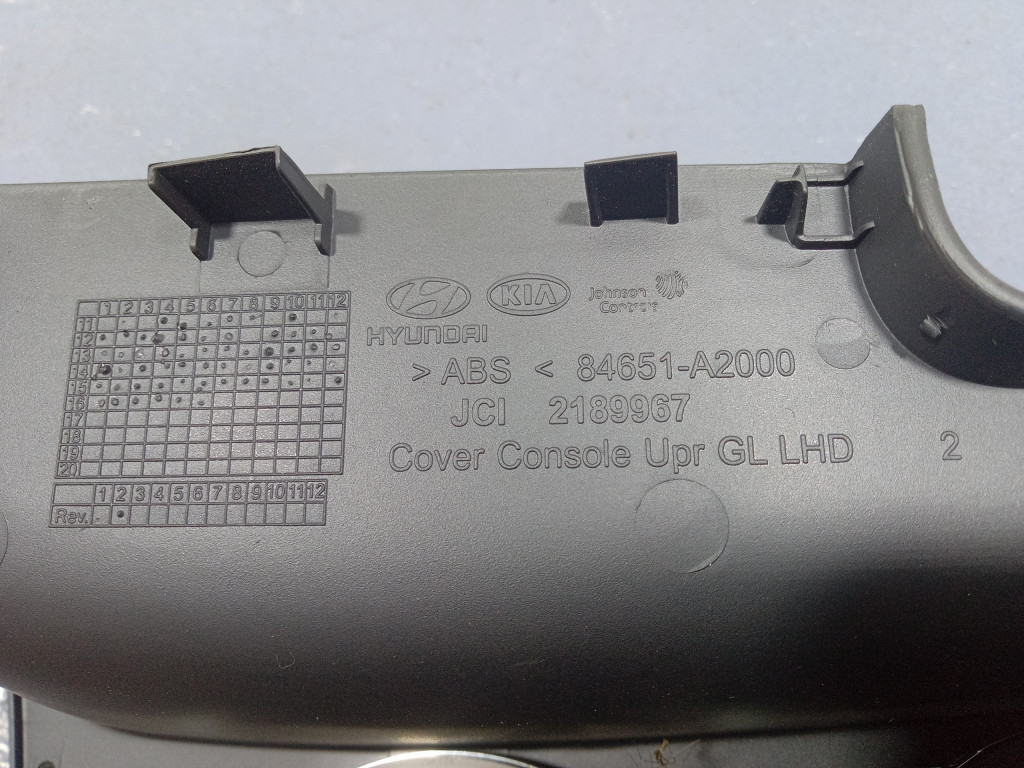 1 2 3 4 5 6 7 8 9 10 11 12
11
12
13
14
15
16
17
18
19
20
1 2 3 4 5 6 7 8 9 10 11 12
Rev.
HYUNDAI
KIA
Johnson
Controls
> ABS < 84651-A2000
JCI 2189967
Cover Console Upr GL LHD 2